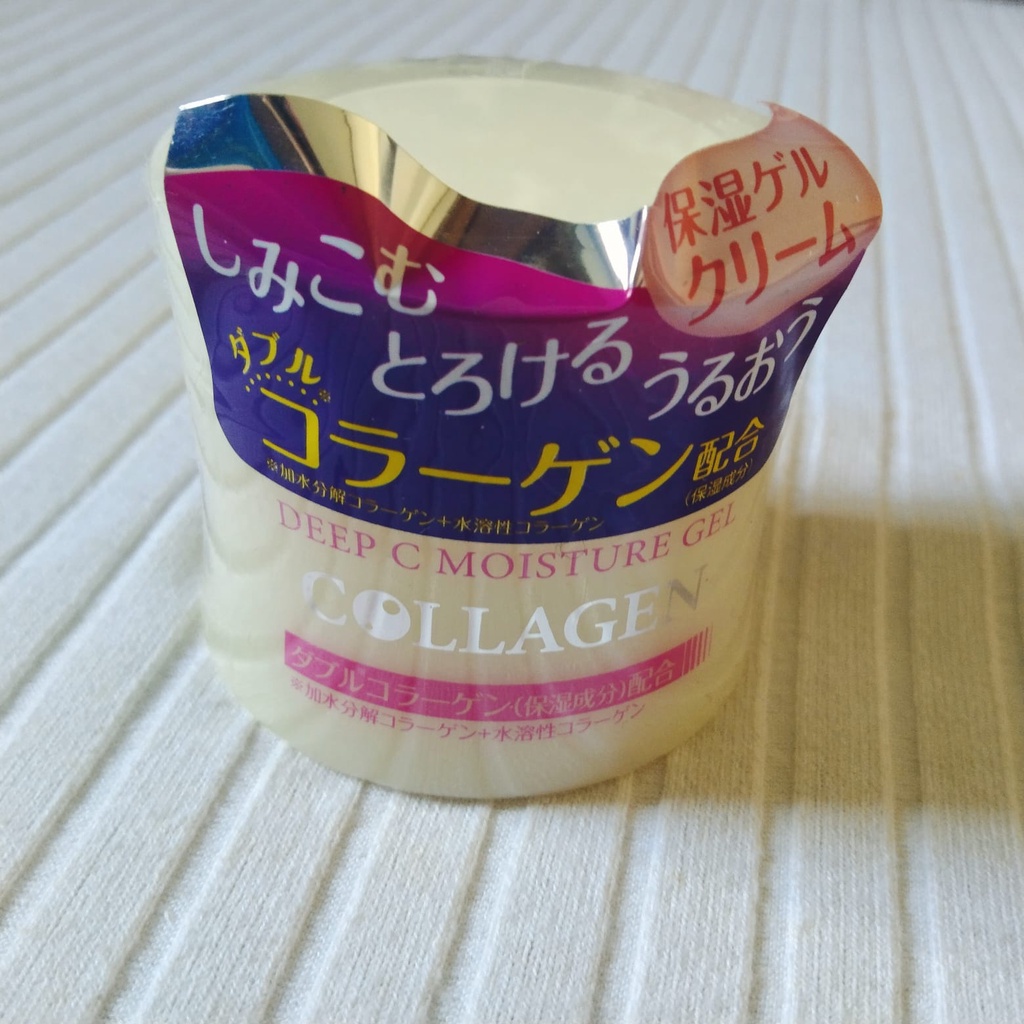 保湿ゲル
クリーム
しみこむ
とろける
うるおう
ダブル※
コラーゲン配合
(保湿成分)
※加水分解コラーゲン+水溶性コラーゲン
DEEP C MOISTURE GEL
COLLAGEN
ダブルコラーゲン(保湿成分)配合
※加水分解コラーゲン+水溶性コラーゲン